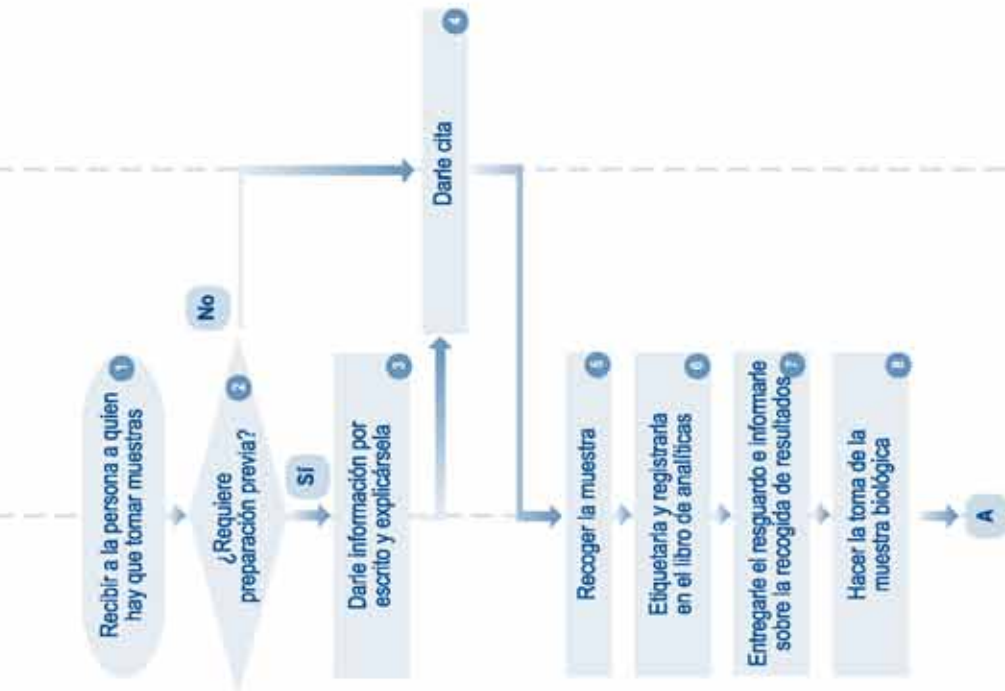 Recibir a la persona a quien
hay que tomar muestras
1
¿Requiere
preparación previa?
2
No
Sí
Darle información por
escrito y explicársela
3
Darle cita
4
Recoger la muestra
5
Etiquetarla y registrarla
en el libro de analíticas
6
Entregarle el resguardo e informarle
sobre la recogida de resultados
7
Hacer la toma de la
muestra biológica
8
A